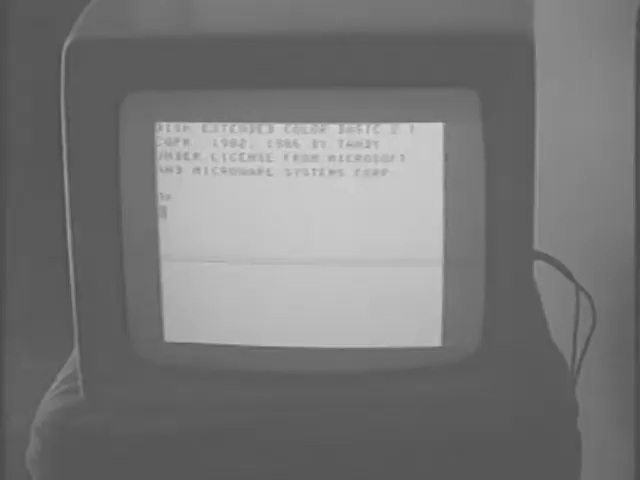 DISK EXTENDED COLOR BASIC 2.1
COPR. 1982, 1986 BY TANDY
UNDER LICENSE FROM MICROSOFT
AND MICROWARE SYSTEMS CORP.
OK